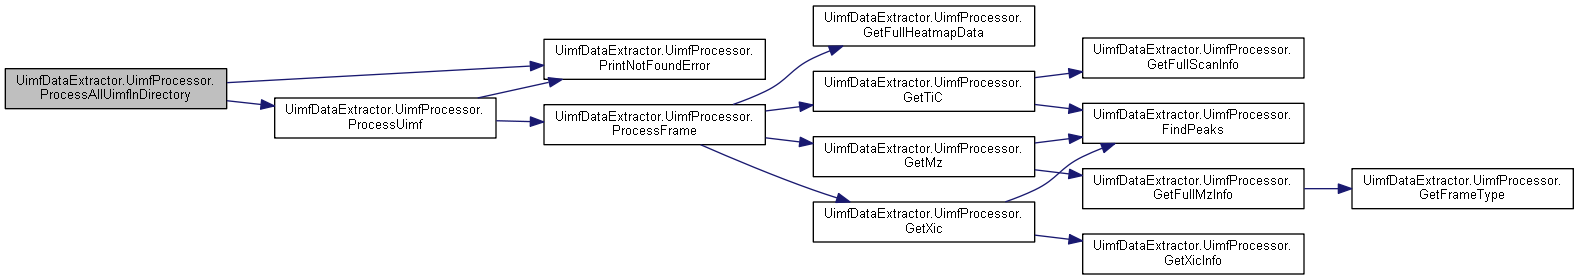 UimfDataExtractor.UimfProcessor.
ProcessAllUimfInDirectory
UimfDataExtractor.UimfProcessor.
PrintNotFoundError
UimfDataExtractor.UimfProcessor.
ProcessUimf
UimfDataExtractor.UimfProcessor.
ProcessFrame
UimfDataExtractor.UimfProcessor.
GetFullHeatmapData
UimfDataExtractor.UimfProcessor.
GetTiC
UimfDataExtractor.UimfProcessor.
GetMz
UimfDataExtractor.UimfProcessor.
GetXic
UimfDataExtractor.UimfProcessor.
GetFullScanInfo
UimfDataExtractor.UimfProcessor.
FindPeaks
UimfDataExtractor.UimfProcessor.
GetFullMzInfo
UimfDataExtractor.UimfProcessor.
GetXicInfo
UimfDataExtractor.UimfProcessor.
GetFrameType